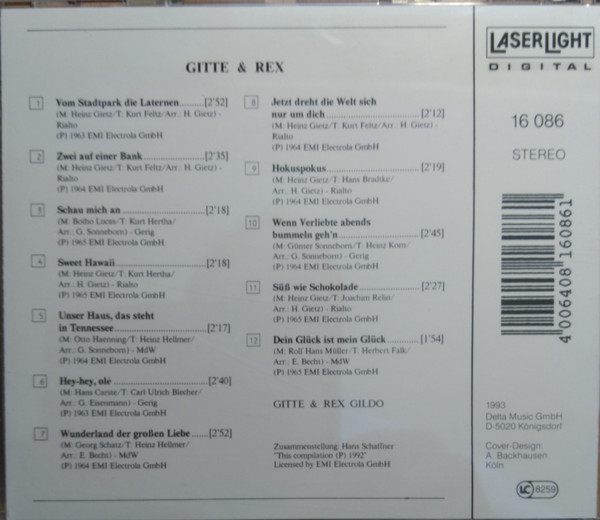 GITTE & REX
1 Vom Stadtpark die Laternen..........[2'52]
(M: Heinz Gietz/T: Kurt Feltz/Arr.: H. Gietz) -
Rialto
(P) 1963 EMI Electrola GmbH
2 Zwei auf einer Bank..........[2'35]
(M: Heinz Gietz/T: Kurt Feltz/Arr.: H. Gietz) -
Rialto
(P) 1964 EMI Electrola GmbH
3 Schau mich an..........[2'18]
(M: Botho Lucas/T: Kurt Hertha/
Arr.: G. Sonneborn) - Gerig
(P) 1965 EMI Electrola GmbH
4 Sweet Hawaii..........[2'18]
(M: Heinz Gietz/T: Kurt Hertha/
Arr.: H. Gietz) - Rialto
(P) 1965 EMI Electrola GmbH
5 Unser Haus, das steht
in Tennessee..........[2'17]
(M: Otto Haenning/T: Heinz Hellmer/
Arr.: G. Sonneborn) - MdW
(P) 1964 EMI Electrola GmbH
6 Hey-hey, olé..........[2'40]
(M: Hans Carste/T: Carl Ulrich Blecher/
Arr.: G. Eisenmann) - Gerig
(P) 1963 EMI Electrola GmbH
7 Wunderland der großen Liebe......[2'52]
(M: Georg Schatz/T: Heinz Hellmer/
Arr.: E. Becht) - MdW
(P) 1964 EMI Electrola GmbH
8 Jetzt dreht die Welt sich
nur um dich..........[2'12]
(M: Heinz Gietz/T: Kurt Feltz/Arr.: H. Gietz) -
Rialto
(P) 1964 EMI Electrola GmbH
9 Hokuspokus..........[2'19]
(M: Heinz Gietz/T: Hans Bradtke/
Arr.: H. Gietz) - Rialto
(P) 1964 EMI Electrola GmbH
10 Wenn Verliebte abends
bummeln geh'n..........[2'45]
(M: Günter Sonneborn/T: Heinz Korn/
Arr.: G. Sonneborn) - Gerig
(P) 1964 EMI Electrola GmbH
11 Süß wie Schokolade..........[2'27]
(M: Heinz Gietz/T: Joachim Relin/
Arr.: H. Gietz) - Rialto
(P) 1965 EMI Electrola GmbH
12 Dein Glück ist mein Glück..........[1'54]
(M: Rolf Hans Müller/T: Herbert Falk/
Arr.: E. Becht) - MdW
(P) 1965 EMI Electrola GmbH
GITTE & REX GILDO
Zusammenstellung: Hans Schaffner
"This compilation (P) 1992"
Licensed by EMI Electrola GmbH
LASERLIGHT
DIGITAL
16 086
STEREO
4 006408 160861
1993
Delta Music GmbH
D-5020 Königsdorf
Cover-Design:
A. Backhausen
Köln
LC 8259